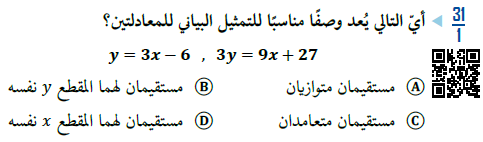 31
1
أيّ التالي يُعد وصفًا مناسبًا للتمثيل البياني للمعادلتين؟
y = 3x − 6 , 3y = 9x + 27
A مستقيمان متوازيان
B مستقيمان لهما المقطع y نفسه
C مستقيمان متعامدان
D مستقيمان لهما المقطع x نفسه